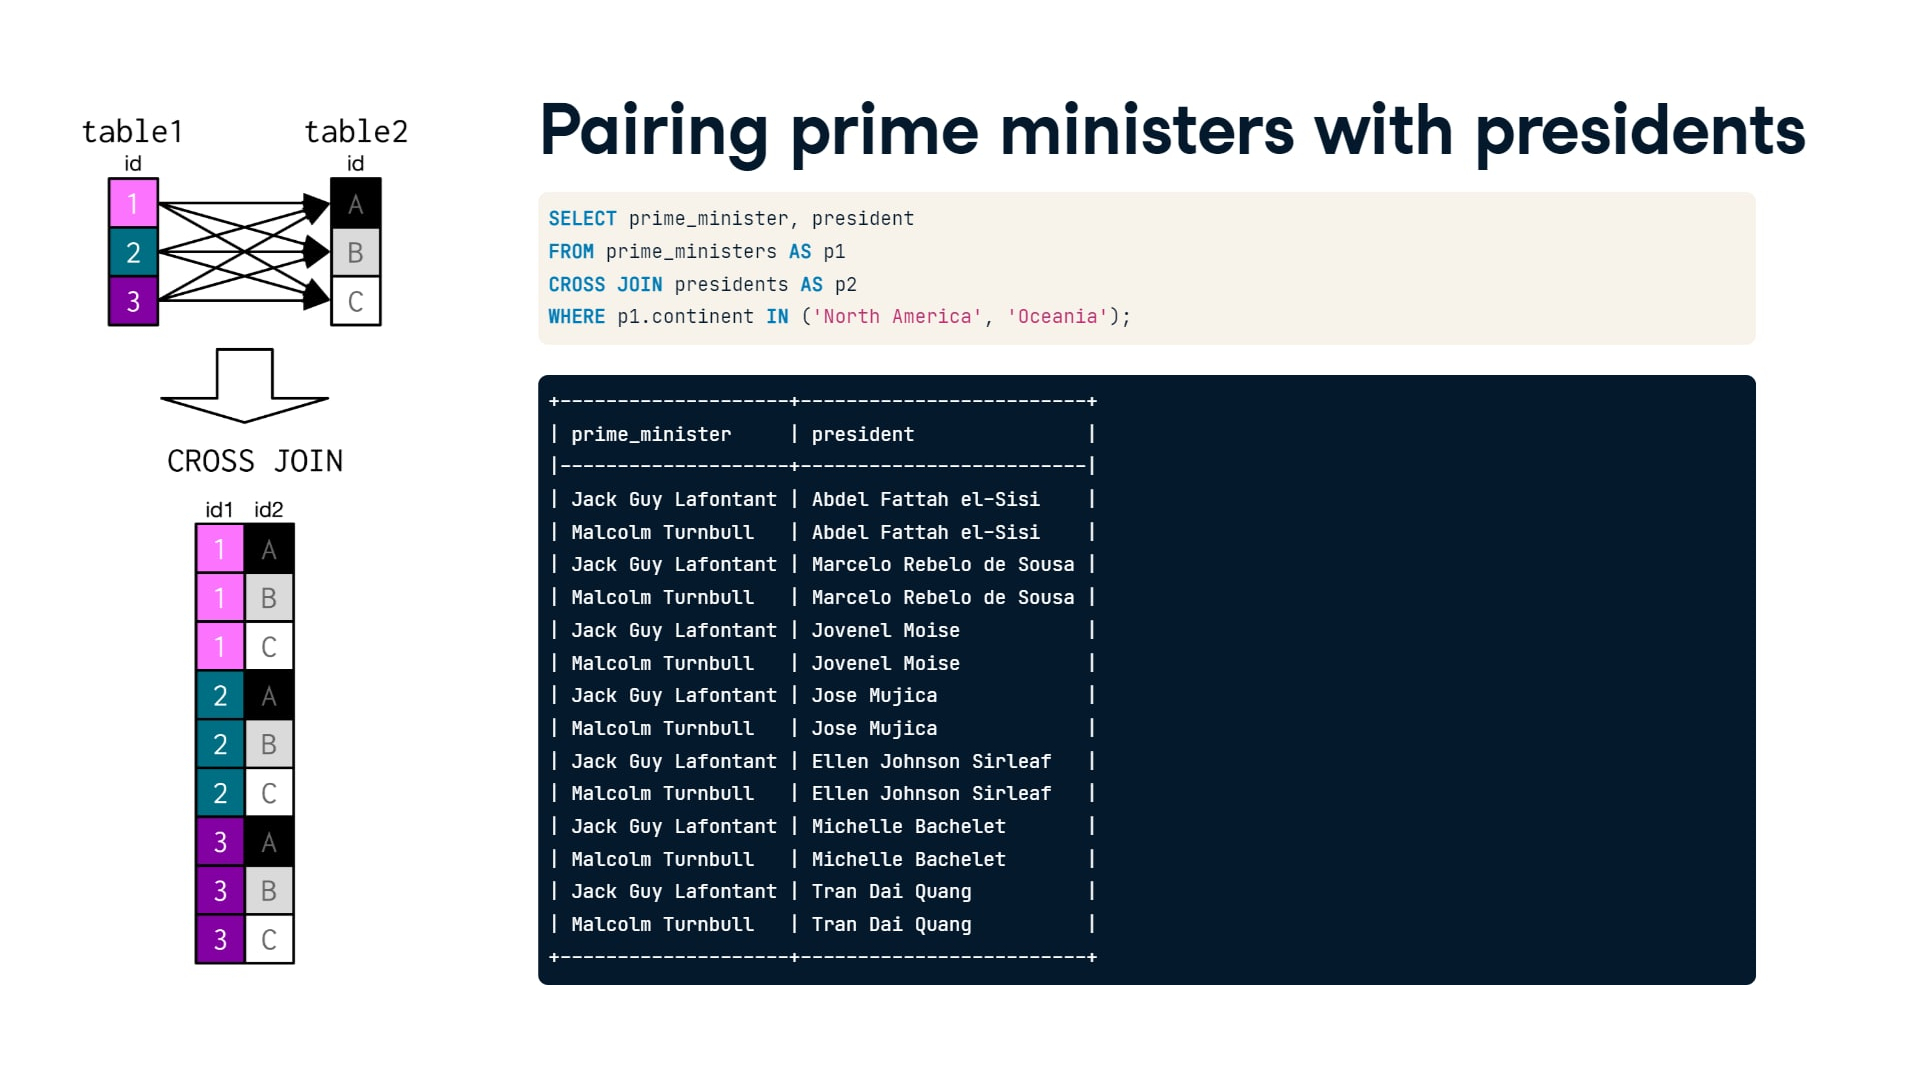 table1 table2
id id
1 A
2 B
3 C
CROSS JOIN
id1 id2
1 A
1 B
1 C
2 A
2 B
2 C
3 A
3 B
3 C
Pairing prime ministers with presidents
SELECT prime_minister, president
FROM prime_ministers AS p1
CROSS JOIN presidents AS p2
WHERE p1.continent IN ('North America', 'Oceania');
+--------------------+-------------------------+
| prime_minister     | president               |
|--------------------+-------------------------|
| Jack Guy Lafontant | Abdel Fattah el-Sisi    |
| Malcolm Turnbull   | Abdel Fattah el-Sisi    |
| Jack Guy Lafontant | Marcelo Rebelo de Sousa |
| Malcolm Turnbull   | Marcelo Rebelo de Sousa |
| Jack Guy Lafontant | Jovenel Moise           |
| Malcolm Turnbull   | Jovenel Moise           |
| Jack Guy Lafontant | Jose Mujica             |
| Malcolm Turnbull   | Jose Mujica             |
| Jack Guy Lafontant | Ellen Johnson Sirleaf   |
| Malcolm Turnbull   | Ellen Johnson Sirleaf   |
| Jack Guy Lafontant | Michelle Bachelet       |
| Malcolm Turnbull   | Michelle Bachelet       |
| Jack Guy Lafontant | Tran Dai Quang          |
| Malcolm Turnbull   | Tran Dai Quang          |
+--------------------+-------------------------+